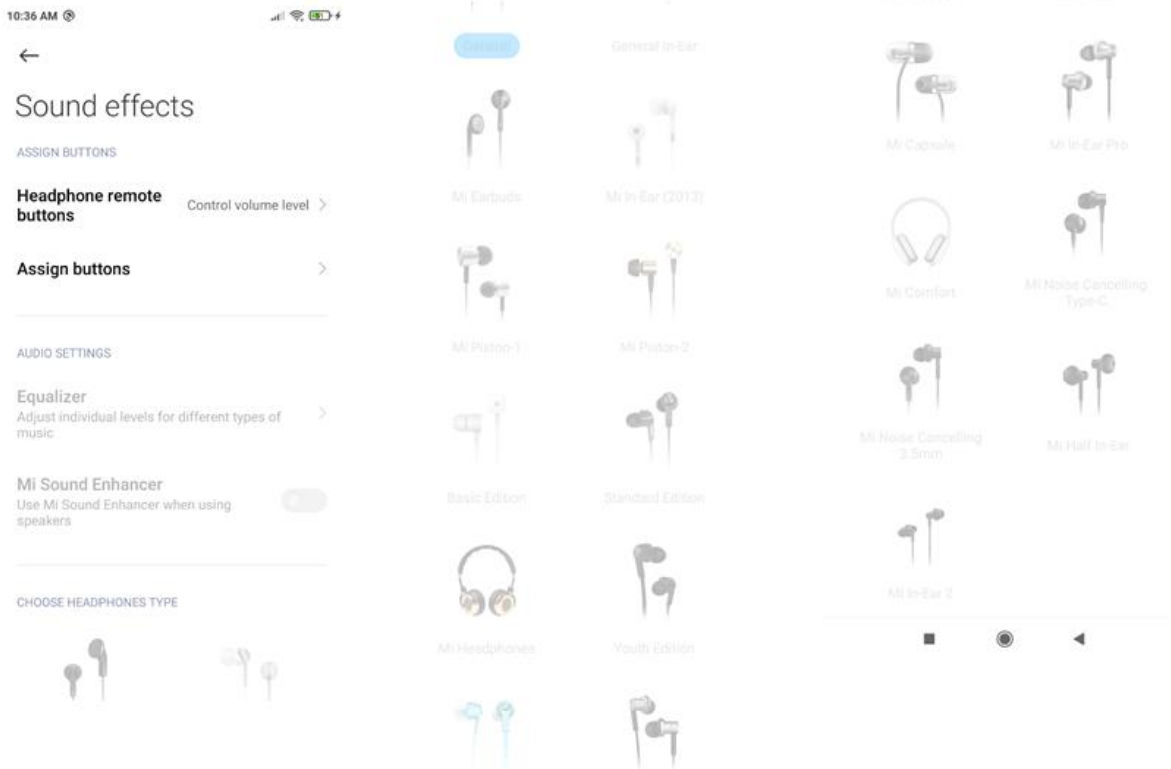 10:36 AM
←
Sound effects
ASSIGN BUTTONS
Headphone remote
buttons
Control volume level
Assign buttons
AUDIO SETTINGS
Equalizer
Adjust individual levels for different types of
music
Mi Sound Enhancer
Use Mi Sound Enhancer when using
speakers
CHOOSE HEADPHONES TYPE
General
General In-Ear
Mi Earbuds
Mi In-Ear (2013)
Mi Piston-1
Mi Piston-2
Basic Edition
Standard Edition
Mi Headphones
Youth Edition
Mi Capsule
Mi In-Ear Pro
Mi Comfort
Mi Noise Cancelling
Type-C
Mi Noise Cancelling
3.5mm
Mi Half In-Ear
Mi In-Ear 2